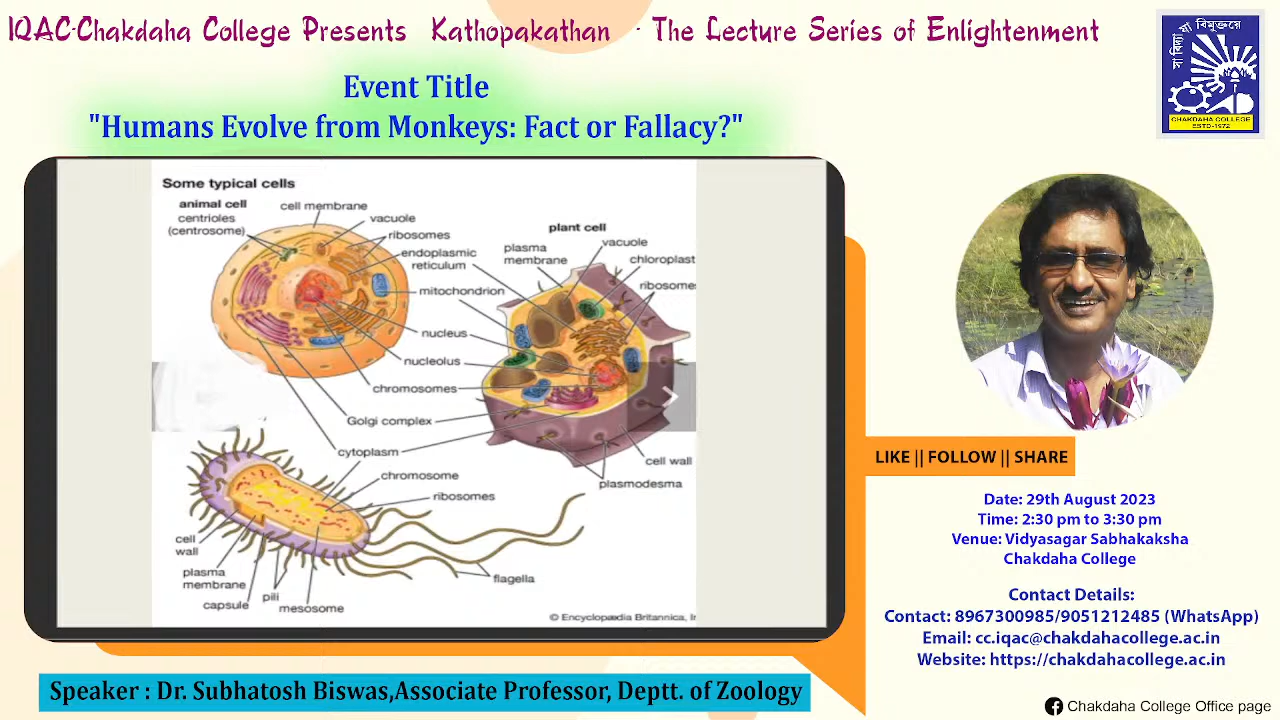 IQAC-Chakdaha College Presents Kathopakathan - The Lecture Series of Enlightenment
সা বিদ্যা যা বিমুক্তয়ে
CHAKDAHA COLLEGE
ESTD-1972
Event Title
"Humans Evolve from Monkeys: Fact or Fallacy?"
Some typical cells
animal cell
centrioles
(centrosome)
cell membrane
vacuole
ribosomes
endoplasmic
reticulum
mitochondrion
nucleus
nucleolus
chromosomes
Golgi complex
cytoplasm
plant cell
plasma
membrane
vacuole
chloroplast
ribosomes
cell wall
plasmodesma
chromosome
ribosomes
cell
wall
plasma
membrane
capsule
pili
mesosome
flagella
© Encyclopædia Britannica, In
LIKE || FOLLOW || SHARE
Date: 29th August 2023
Time: 2:30 pm to 3:30 pm
Venue: Vidyasagar Sabhakaksha
Chakdaha College
Contact Details:
Contact: 8967300985/9051212485 (WhatsApp)
Email: cc.iqac@chakdahacollege.ac.in
Website: https://chakdahacollege.ac.in
Speaker : Dr. Subhatosh Biswas,Associate Professor, Deptt. of Zoology
Chakdaha College Office page